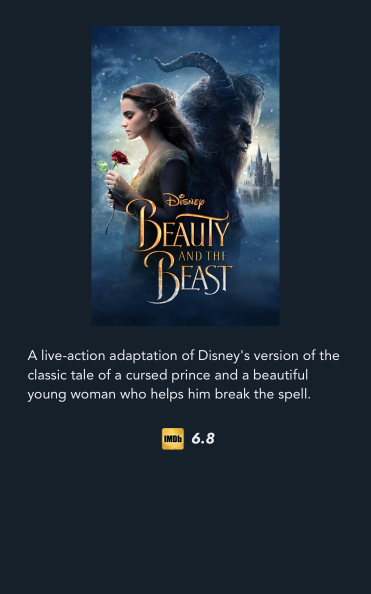 Disney
BEAUTY
AND THE
BEAST
A live-action adaptation of Disney's version of the
classic tale of a cursed prince and a beautiful
young woman who helps him break the spell.
IMDb 6.8